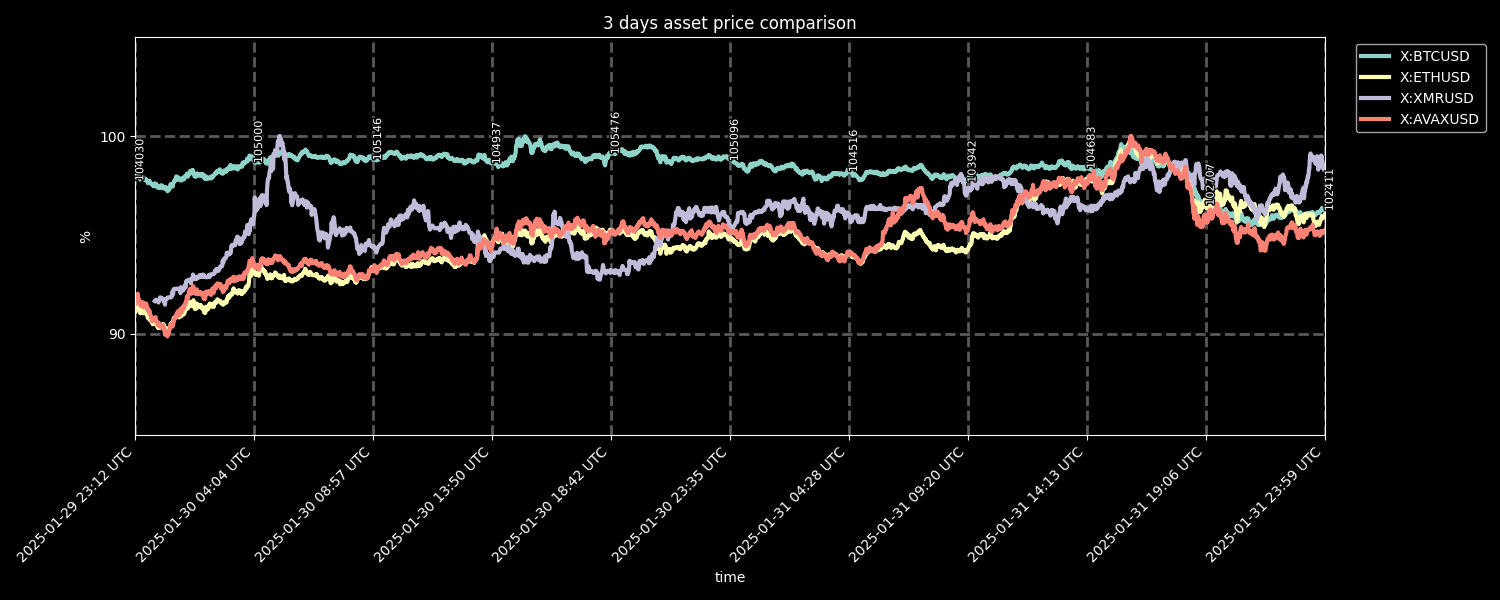 3 days asset price comparison
X:BTCUSD
X:ETHUSD
X:XMRUSD
X:AVAXUSD
100
90
%
104030
105000
105146
104937
105476
105096
104516
103942
104683
102707
102411
2025-01-29 23:12 UTC
2025-01-30 04:04 UTC
2025-01-30 08:57 UTC
2025-01-30 13:50 UTC
2025-01-30 18:42 UTC
2025-01-30 23:35 UTC
2025-01-31 04:28 UTC
2025-01-31 09:20 UTC
2025-01-31 14:13 UTC
2025-01-31 19:06 UTC
2025-01-31 23:59 UTC
time